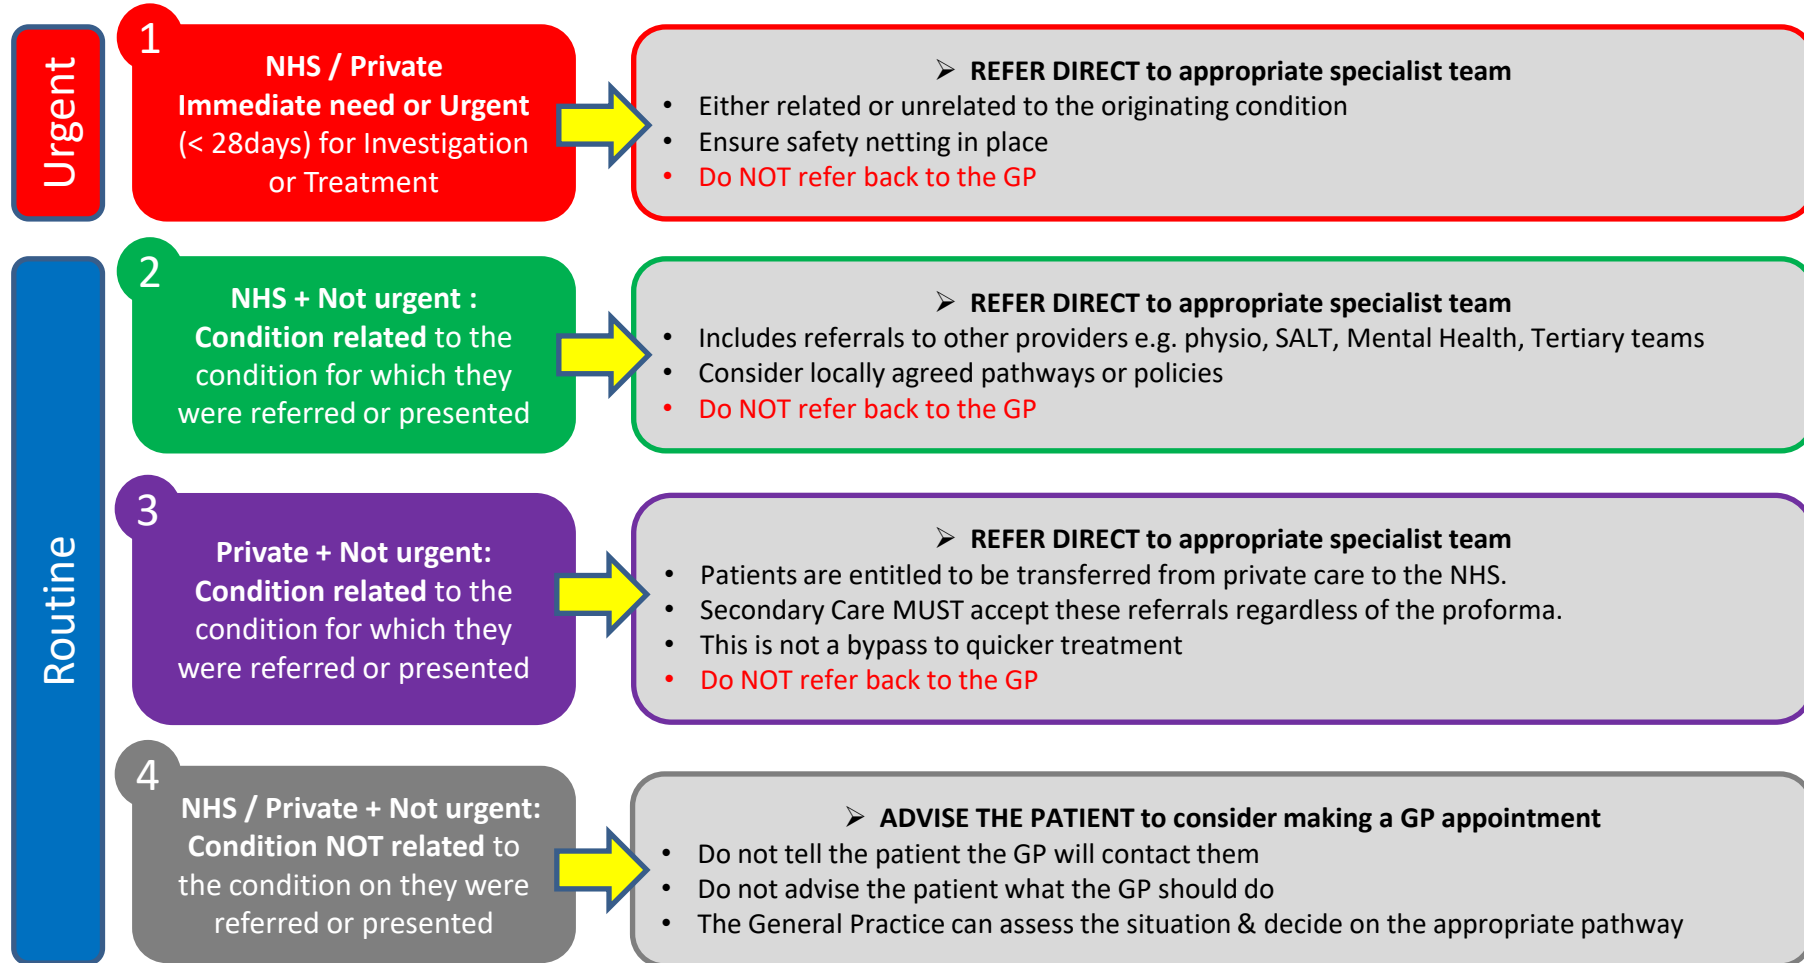 Urgent
1
NHS / Private
Immediate need or Urgent
(< 28days) for Investigation
or Treatment
➢ REFER DIRECT to appropriate specialist team
• Either related or unrelated to the originating condition
• Ensure safety netting in place
• Do NOT refer back to the GP
Routine
2
NHS + Not urgent :
Condition related to the
condition for which they
were referred or presented
➢ REFER DIRECT to appropriate specialist team
• Includes referrals to other providers e.g. physio, SALT, Mental Health, Tertiary teams
• Consider locally agreed pathways or policies
• Do NOT refer back to the GP
3
Private + Not urgent:
Condition related to the
condition for which they
were referred or presented
➢ REFER DIRECT to appropriate specialist team
• Patients are entitled to be transferred from private care to the NHS.
• Secondary Care MUST accept these referrals regardless of the proforma.
• This is not a bypass to quicker treatment
• Do NOT refer back to the GP
4
NHS / Private + Not urgent:
Condition NOT related to
the condition on they were
referred or presented
➢ ADVISE THE PATIENT to consider making a GP appointment
• Do not tell the patient the GP will contact them
• Do not advise the patient what the GP should do
• The General Practice can assess the situation & decide on the appropriate pathway